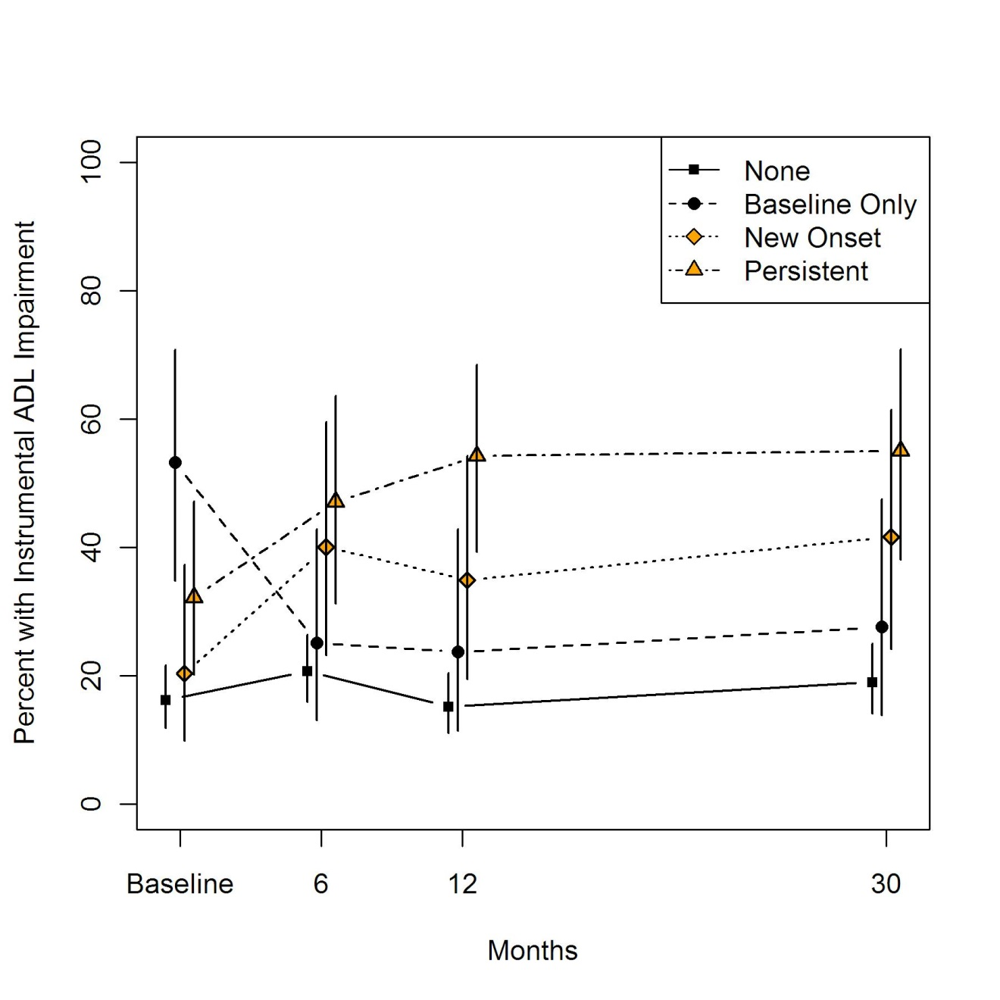 None
Baseline Only
New Onset
Persistent
Percent with Instrumental ADL Impairment
100
80
60
40
20
0
Baseline 6 12 30
Months